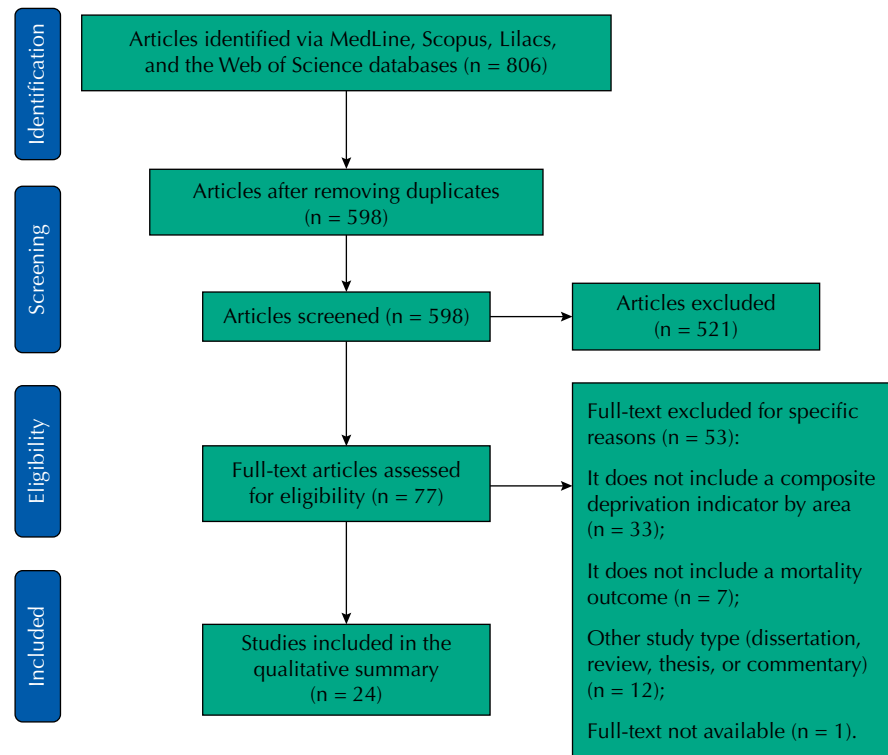 Identification
Articles identified via MedLine, Scopus, Lilacs,
and the Web of Science databases (n = 806)
Screening
Articles after removing duplicates
(n = 598)
Articles screened (n = 598)
Articles excluded
(n = 521)
Eligibility
Full-text articles assessed
for eligibility (n = 77)
Full-text excluded for specific
reasons (n = 53):
It does not include a composite
deprivation indicator by area
(n = 33);
It does not include a mortality
outcome (n = 7);
Other study type (dissertation,
review, thesis, or commentary)
(n = 12);
Full-text not available (n = 1).
Included
Studies included in the
qualitative summary
(n = 24)